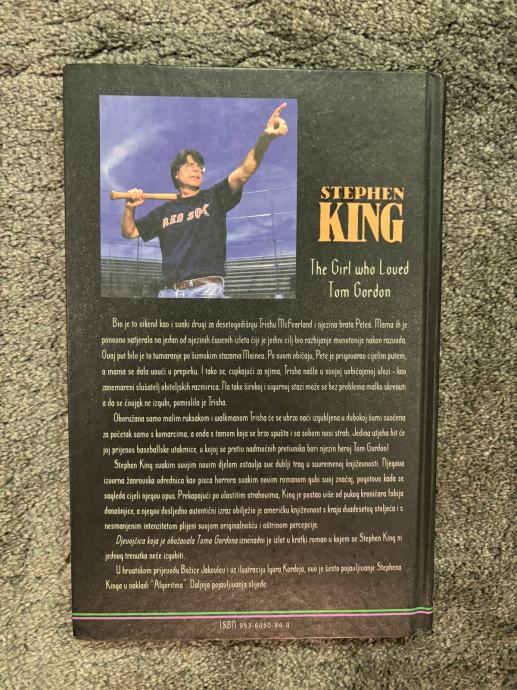 RED SOX
STEPHEN
KING
The Girl who Loved
Tom Gordon
Bio je to vikend kao i svaki drugi za desetogodišnju Trishu McFarland i njezina brata Petea. Mama ih je
ponovno natjerala na jedan od njezinih čuvenih izleta čiji je jedini cilj bio razbijanje monotonije nakon razvoda.
Ovaj put bilo je to tumaranje po šumskim stazama Mainea. Po svom običaju, Pete je prigovarao cijelim putem,
a mama se dala uvući u prepirku. I tako se, cupkajući za njima, Trisha našla u svojoj uobičajenoj ulozi - kao
zanemareni slušatelj obiteljskih razmirica. Na tako širokoj i sigurnoj stazi može se bez problema malko skrenuti
a da se čovjek ne izgubi, pomislila je Trisha.
Oboružana samo malim ruksakom i walkmanom Trisha će se ubrzo naći izgubljena u dubokoj šumi suočena
za početak samo s komarcima, a onda s tamom koja se brzo spušta i sa sobom nosi strah. Jedina utjeha bit će
joj prijenos baseballske utakmice, u kojoj se protiv nadmoćnih protivnika bori njezin heroj Tom Gordon!
Stephen King svakim svojim novim djelom ostavlja sve dublji trag u suvremenoj književnosti. Njegova
izvorna žanrovska odrednica kao pisca horrora svakim novim romanom gubi svoj značaj, pogotovo kada se
sagleda cijeli njegov opus. Prekapajući po vlastitim strahovima, King je postao više od pukog kroničara fobija
današnjice, a njegov dosljedno autentični izraz obilježio je američku književnost s kraja dvadesetog stoljeća i s
nesmanjenim intenzitetom plijeni svojom originalnošću i oštrinom percepcije.
Djevojčica koja je obožavala Toma Gordona iznenadni je izlet u kratki roman u kojem se Stephen King ni
jednog trenutka neće izgubiti.
U hrvatskom prijevodu Božice Jakovlev i uz ilustraciju Igora Kordeja, ovo je šesto pojavljivanje Stephena
Kinga u nakladi "Algoritma". Daljnja pojavljivanja slijede.
ISBN 953-6450-84-4